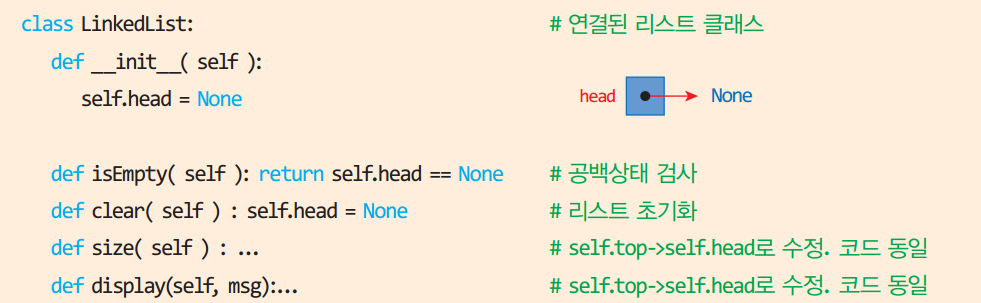 class LinkedList: # 연결된 리스트 클래스
def __init__( self ):
self.head = None
head None
def isEmpty( self ): return self.head == None # 공백상태 검사
def clear( self ) : self.head = None # 리스트 초기화
def size( self ) : … # self.top->self.head로 수정. 코드 동일
def display(self, msg):… # self.top->self.head로 수정. 코드 동일